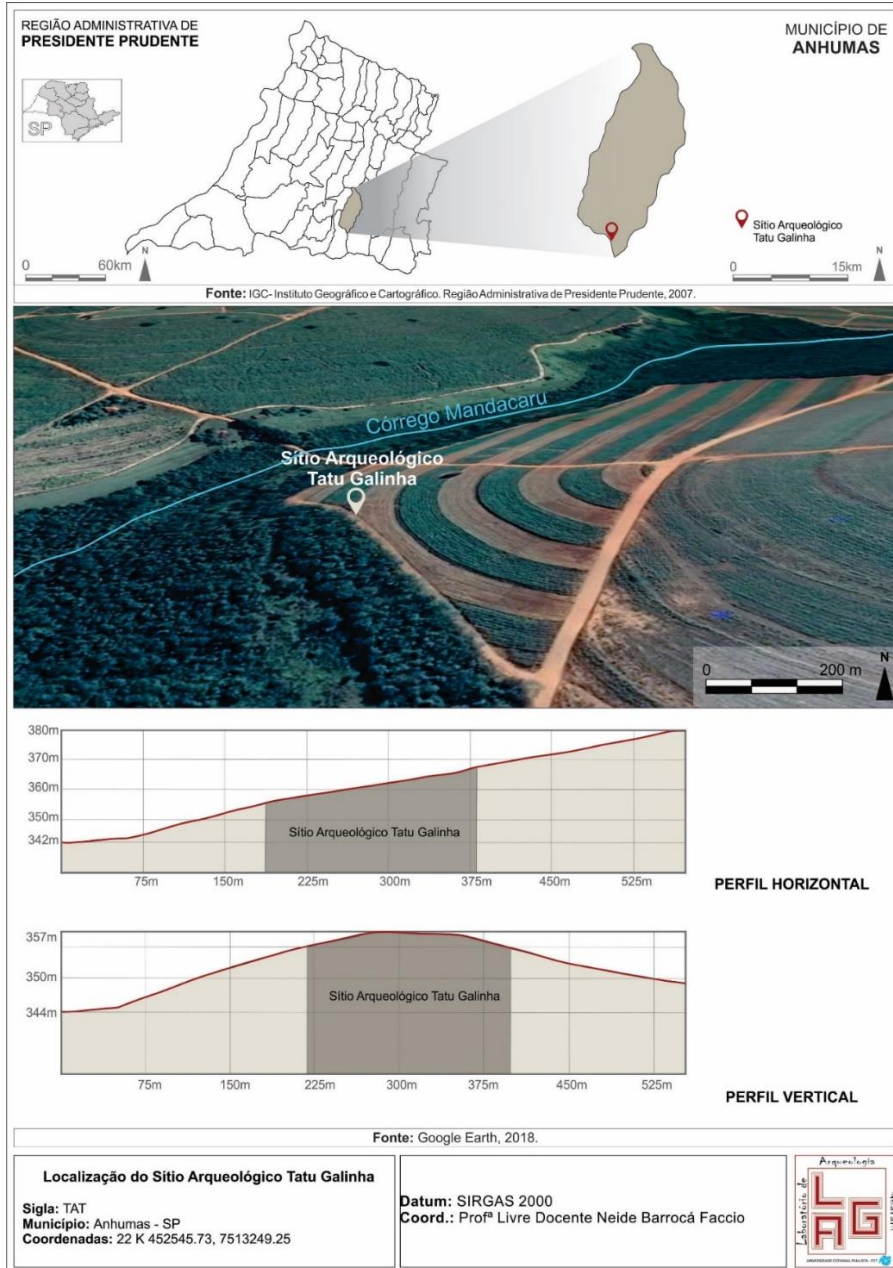 REGIÃO ADMINISTRATIVA DE
PRESIDENTE PRUDENTE
MUNICÍPIO DE
ANHUMAS
SP
Sítio Arqueológico
Tatu Galinha
N
0 60km
N
0 15km
Fonte: IGC- Instituto Geográfico e Cartográfico. Região Administrativa de Presidente Prudente, 2007.
Córrego Mandacaru
Sítio Arqueológico
Tatu Galinha
N
0 200 m
380m
370m
360m
350m
342m
Sítio Arqueológico Tatu Galinha
75m 150m 225m 300m 375m 450m 525m
PERFIL HORIZONTAL
357m
350m
344m
Sítio Arqueológico Tatu Galinha
75m 150m 225m 300m 375m 450m 525m
PERFIL VERTICAL
Fonte: Google Earth, 2018.
Localização do Sítio Arqueológico Tatu Galinha
Sigla: TAT
Município: Anhumas - SP
Coordenadas: 22 K 452545.73, 7513249.25
Datum: SIRGAS 2000
Coord.: Profª Livre Docente Neide Barrocá Faccio
Arqueologia
Laboratório de
LAG
UNIVERSIDADE ESTADUAL PAULISTA